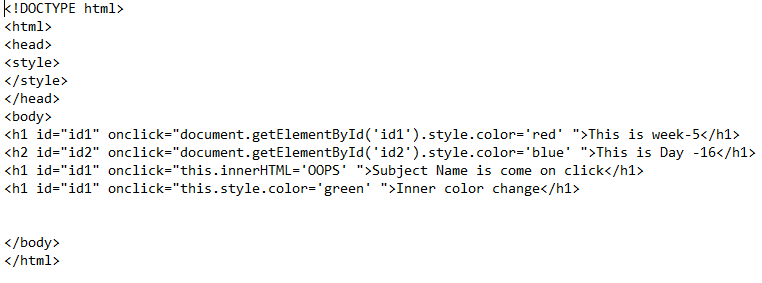 <!DOCTYPE html>
<html>
<head>
<style>
</style>
</head>
<body>
<h1 id="id1" onclick="document.getElementById('id1').style.color='red' ">This is week-5</h1>
<h2 id="id2" onclick="document.getElementById('id2').style.color='blue' ">This is Day -16</h1>
<h1 id="id1" onclick="this.innerHTML='OOPS' ">Subject Name is come on click</h1>
<h1 id="id1" onclick="this.style.color='green' ">Inner color change</h1>
</body>
</html>